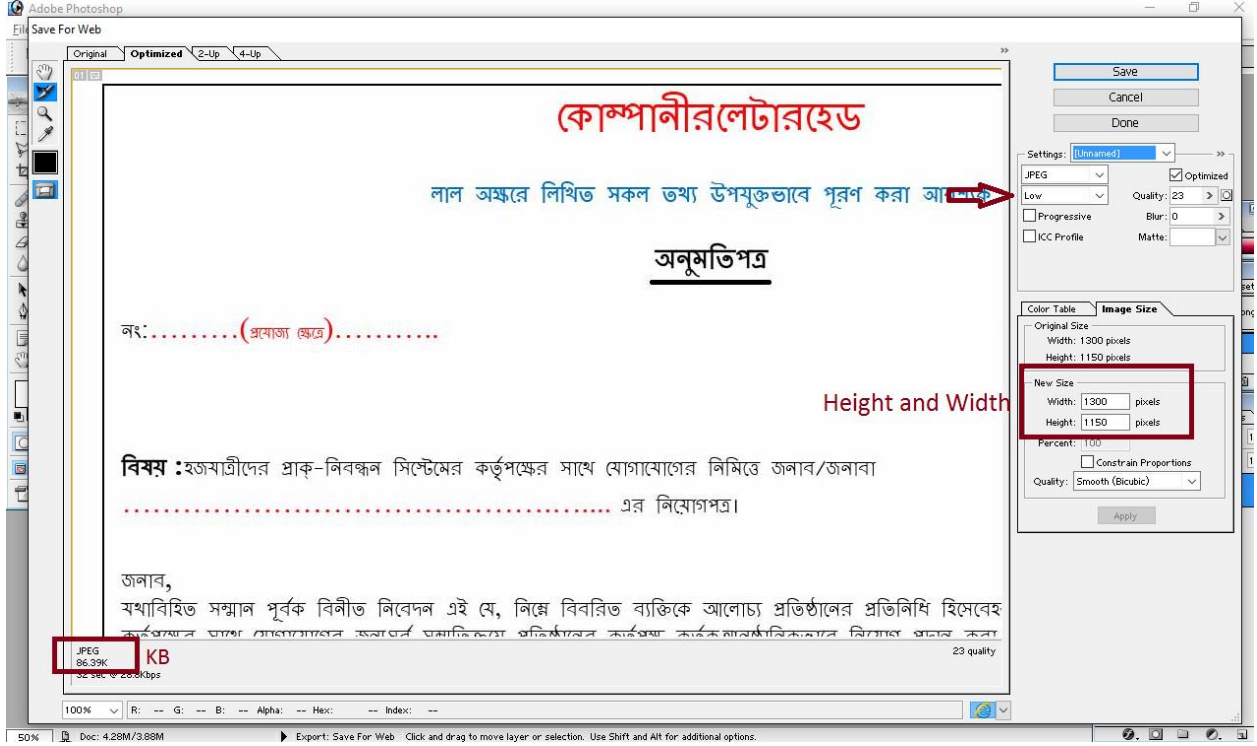 Adobe Photoshop
Save For Web
Original Optimized 2-Up 4-Up
Save
Cancel
Done
Settings: [Unnamed]
JPEG Optimized
Low Quality: 23
Progressive Blur: 0
ICC Profile Matte:
Color Table Image Size
Original Size
Width: 1300 pixels
Height: 1150 pixels
New Size
Width: 1300 pixels
Height: 1150 pixels
Percent: 100
Constrain Proportions
Quality: Smooth (Bicubic)
Apply
কোম্পানীরলেটারহেড
লাল অক্ষরে লিখিত সকল তথ্য উপযুক্তভাবে পূরণ করা
অনুমতিপত্র
নং:.........(প্রযোজ্য ক্ষেত্রে)...........
Height and Width
বিষয় :হজযাত্রীদের প্রাক্-নিবন্ধন সিস্টেমের কর্তৃপক্ষের সাথে যোগাযোগের নিমিত্তে জনাব/জনাবা
.................................................. এর নিয়োগপত্র।
জনাব,
যথাবিহিত সম্মান পূর্বক বিনীত নিবেদন এই যে, নিম্নে বিবরিত ব্যক্তিকে আলোচ্য প্রতিষ্ঠানের প্রতিনিধি হিসেবেহ
JPEG
86.39K
KB
32 sec @ 28.8Kbps
23 quality
100% R: -- G: -- B: -- Alpha: -- Hex: -- Index: --
50% Doc: 4.28M/3.88M Export: Save For Web Click and drag to move layer or selection. Use Shift and Alt for additional options.